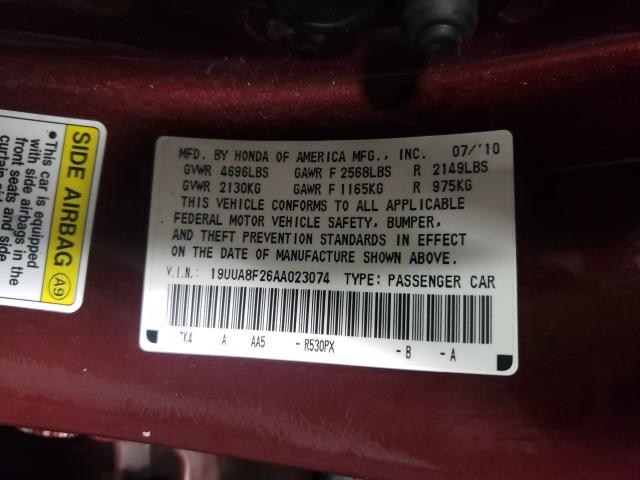 SIDE AIRBAG A9
•This car is equipped
with side airbags in the
front seats and side
curtain
MFD. BY HONDA OF AMERICA MFG., INC. 07/'10
GVWR 4696LBS GAWR F 2568LBS R 2149LBS
GVWR 2130KG GAWR F 1165KG R 975KG
THIS VEHICLE CONFORMS TO ALL APPLICABLE
FEDERAL MOTOR VEHICLE SAFETY, BUMPER,
AND THEFT PREVENTION STANDARDS IN EFFECT
ON THE DATE OF MANUFACTURE SHOWN ABOVE.
V.I.N.: 19UUA8F26AA023074 TYPE: PASSENGER CAR
TK4 A AA5 -R530PX -B -A